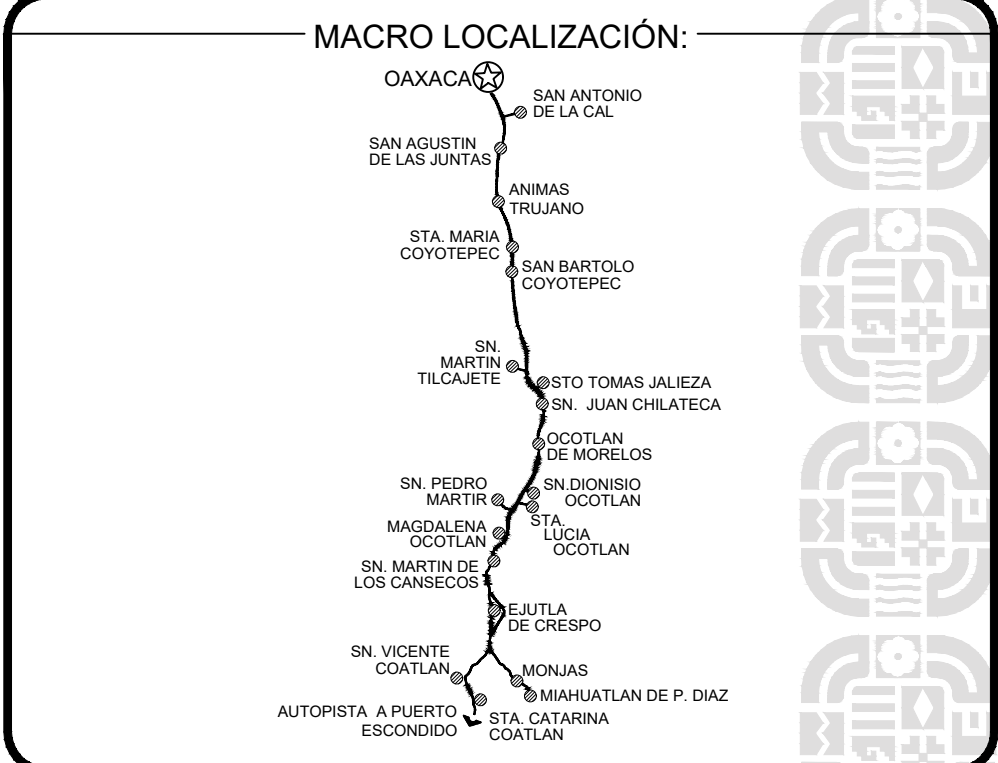 MACRO LOCALIZACIÓN:
OAXACA
SAN ANTONIO
DE LA CAL
SAN AGUSTIN
DE LAS JUNTAS
ANIMAS
TRUJANO
STA. MARIA
COYOTEPEC
SAN BARTOLO
COYOTEPEC
SN.
MARTIN
TILCAJETE
STO TOMAS JALIEZA
SN. JUAN CHILATECA
OCOTLAN
DE MORELOS
SN. PEDRO
MARTIR
SN.DIONISIO
OCOTLAN
STA.
LUCIA
OCOTLAN
MAGDALENA
OCOTLAN
SN. MARTIN DE
LOS CANSECOS
EJUTLA
DE CRESPO
SN. VICENTE
COATLAN
MONJAS
MIAHUATLAN DE P. DIAZ
AUTOPISTA A PUERTO
ESCONDIDO
STA. CATARINA
COATLAN